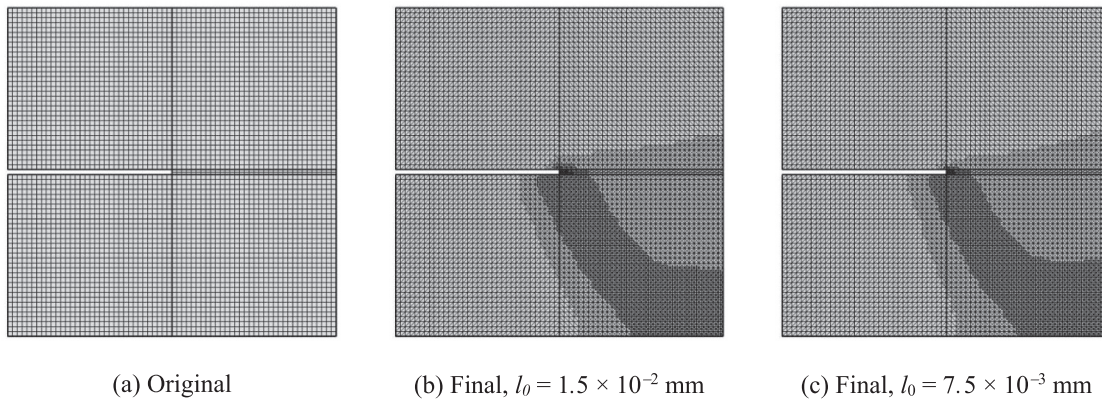 (a) Original
(b) Final, l₀ = 1.5 × 10⁻² mm
(c) Final, l₀ = 7.5 × 10⁻³ mm